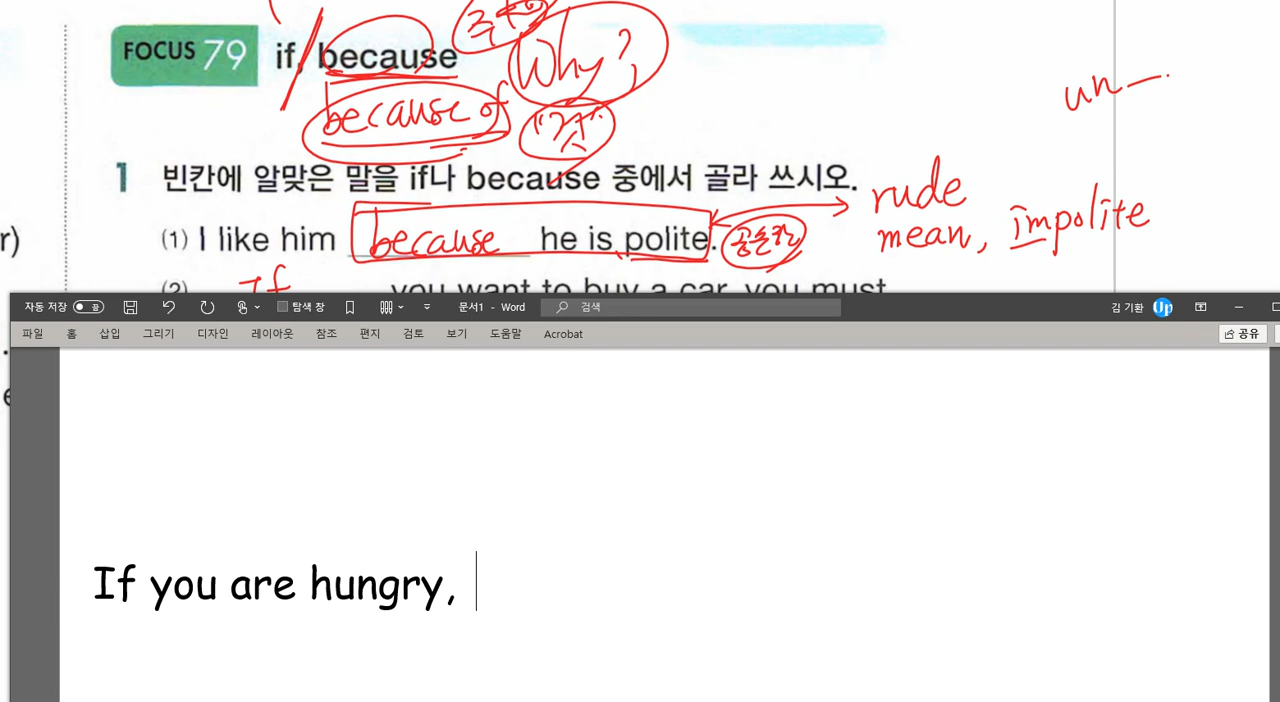 FOCUS 79 if, because
Why?
because of
"것"
un—
1 빈칸에 알맞은 말을 if나 because 중에서 골라 쓰시오.
rude
(1) I like him because he is polite. 공손한
mean, impolite
r)
(2) If you want to buy a car, you must
자동 저장 끔 탐색 창 문서1 - Word 검색 김 기환
파일 홈 삽입 그리기 디자인 레이아웃 참조 편지 검토 보기 도움말 Acrobat 공유
If you are hungry,